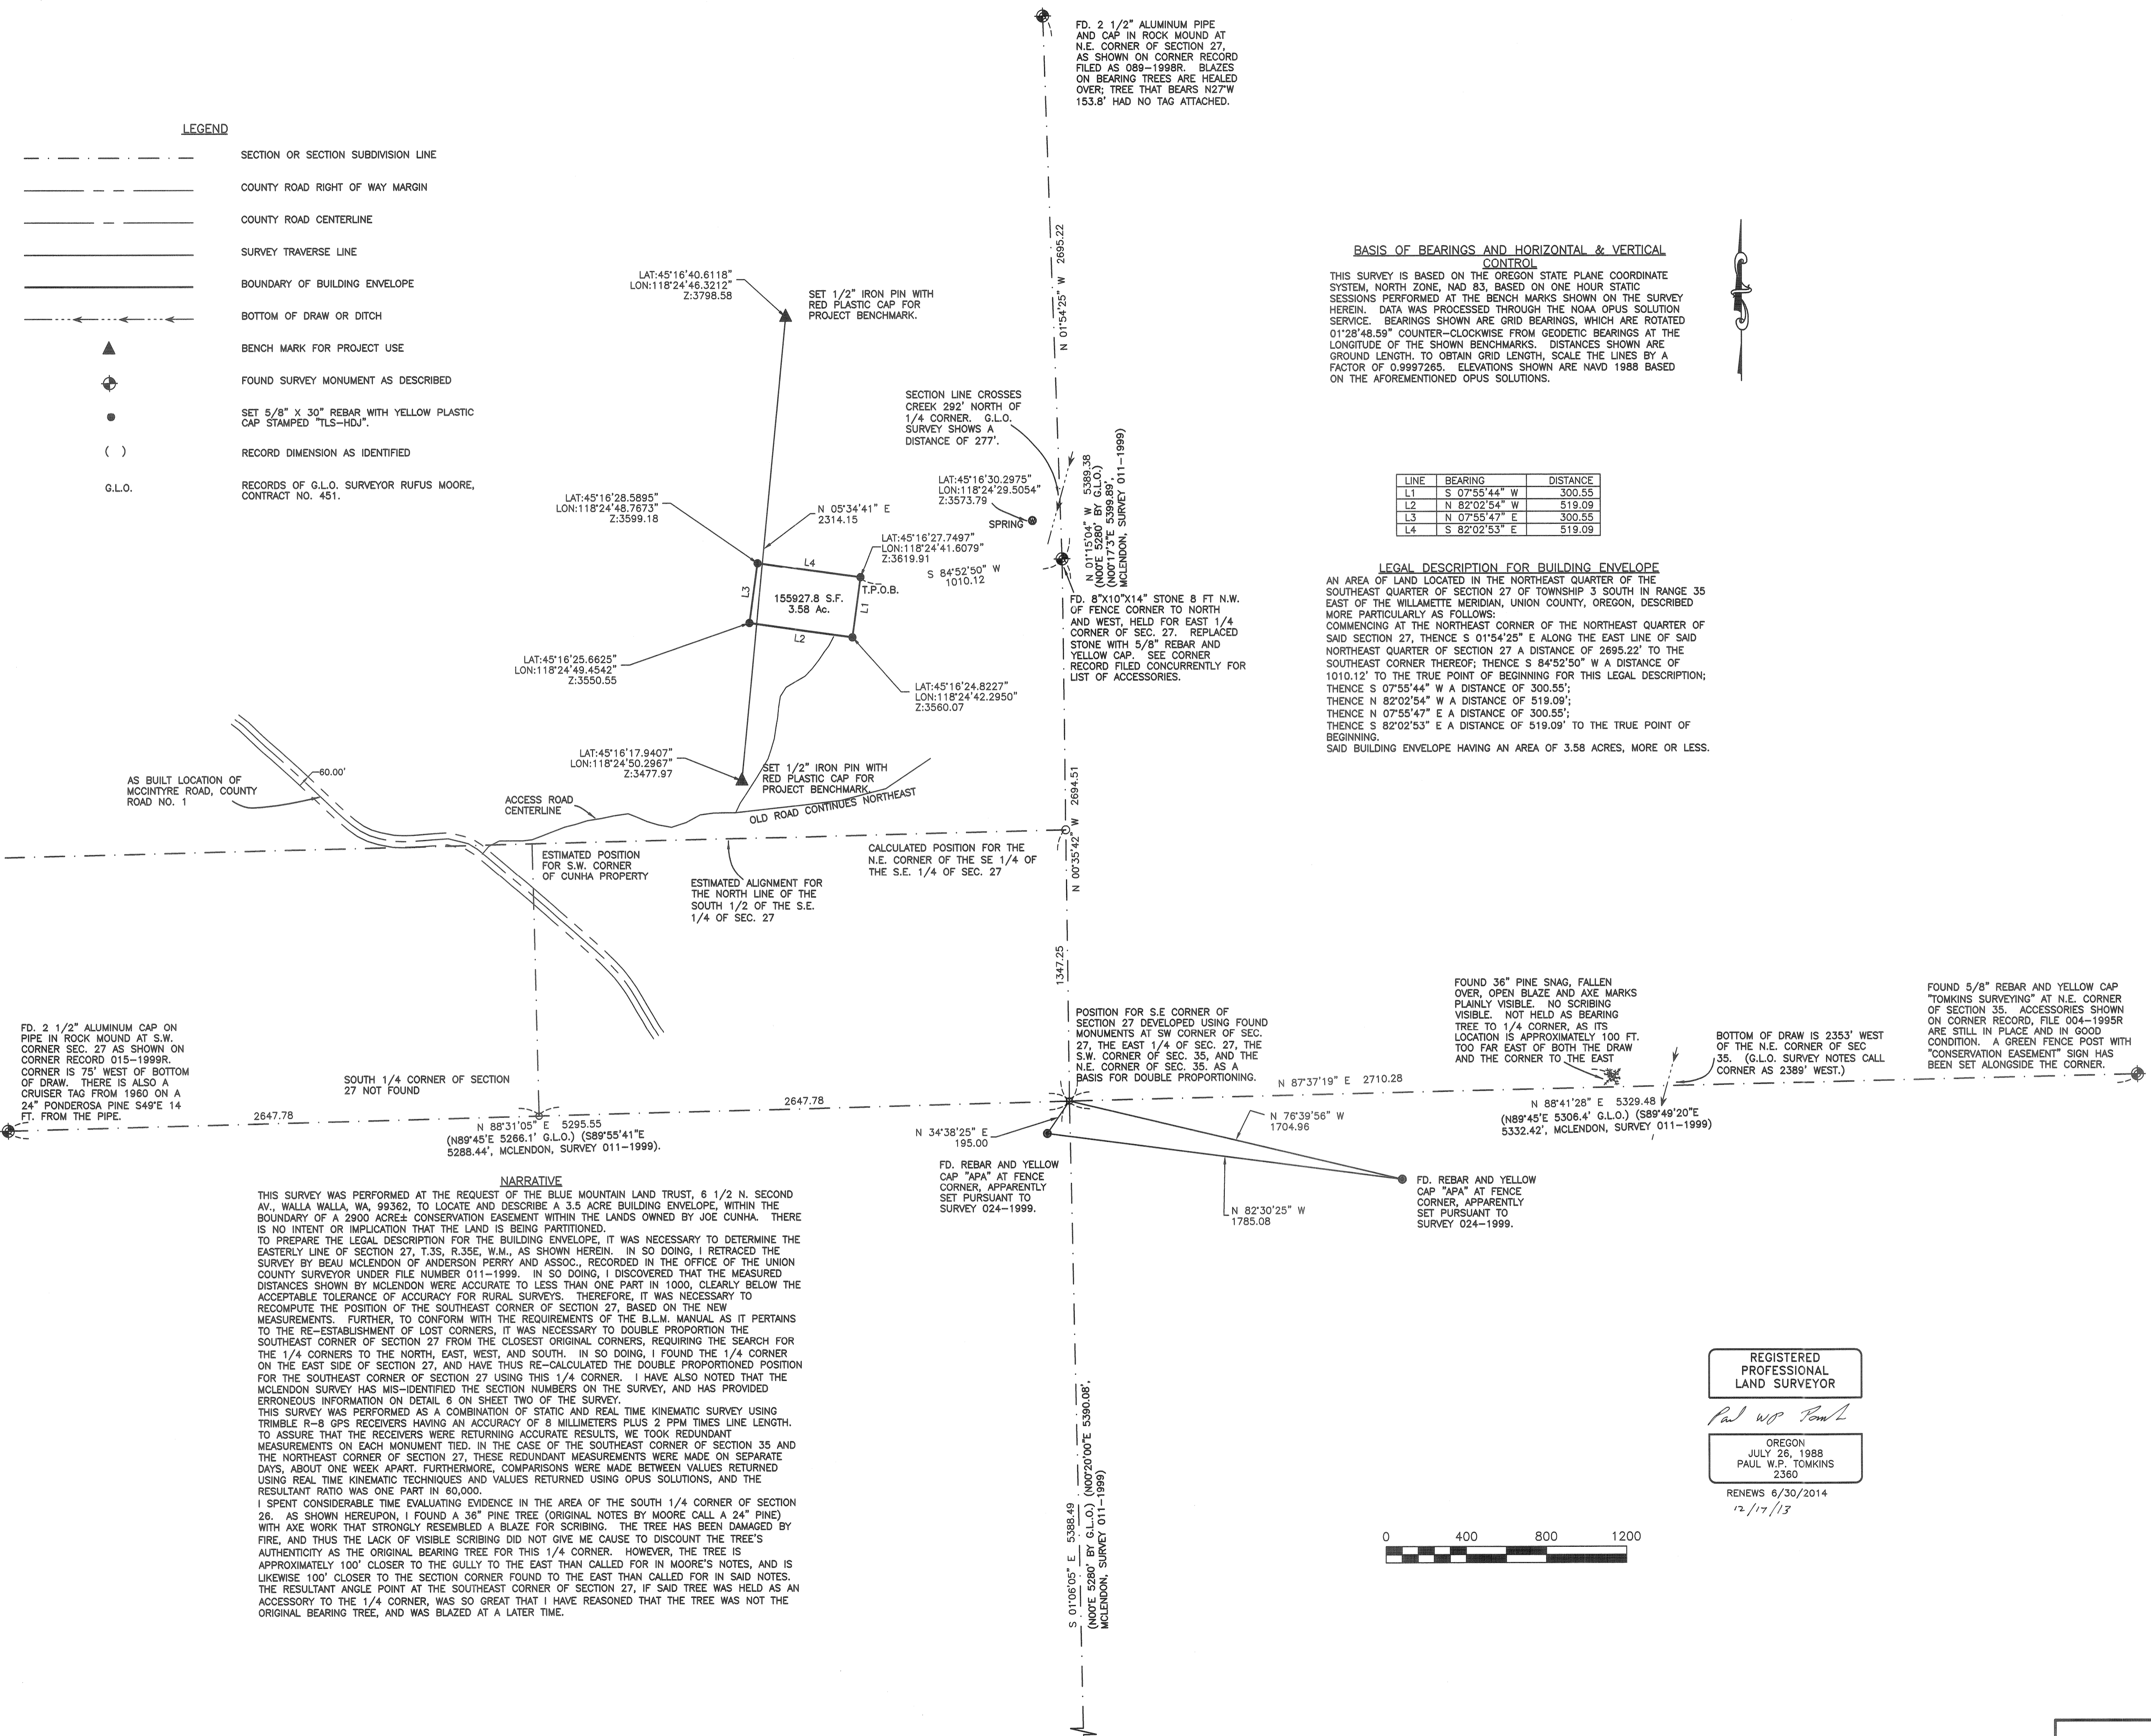 FD. 2 1/2" ALUMINUM PIPE
AND CAP IN ROCK MOUND AT
N.E. CORNER OF SECTION 27,
AS SHOWN ON CORNER RECORD
FILED AS 089-1998R. BLAZES
ON BEARING TREES ARE HEALED
OVER; TREE THAT BEARS N27°W
153.8' HAD NO TAG ATTACHED.
LEGEND
SECTION OR SECTION SUBDIVISION LINE
COUNTY ROAD RIGHT OF WAY MARGIN
COUNTY ROAD CENTERLINE
SURVEY TRAVERSE LINE
BOUNDARY OF BUILDING ENVELOPE
BOTTOM OF DRAW OR DITCH
BENCH MARK FOR PROJECT USE
FOUND SURVEY MONUMENT AS DESCRIBED
SET 5/8" X 30" REBAR WITH YELLOW PLASTIC
CAP STAMPED "TLS-HDJ".
( ) RECORD DIMENSION AS IDENTIFIED
G.L.O. RECORDS OF G.L.O. SURVEYOR RUFUS MOORE,
CONTRACT NO. 451.
LAT:45°16'40.6118"
LON:118°24'46.3212"
Z:3798.58
SET 1/2" IRON PIN WITH
RED PLASTIC CAP FOR
PROJECT BENCHMARK.
N 01°54'25" W 2695.22
BASIS OF BEARINGS AND HORIZONTAL & VERTICAL
CONTROL
THIS SURVEY IS BASED ON THE OREGON STATE PLANE COORDINATE
SYSTEM, NORTH ZONE, NAD 83, BASED ON ONE HOUR STATIC
SESSIONS PERFORMED AT THE BENCH MARKS SHOWN ON THE SURVEY
HEREIN. DATA WAS PROCESSED THROUGH THE NOAA OPUS SOLUTION
SERVICE. BEARINGS SHOWN ARE GRID BEARINGS, WHICH ARE ROTATED
01°28'48.59" COUNTER-CLOCKWISE FROM GEODETIC BEARINGS AT THE
LONGITUDE OF THE SHOWN BENCHMARKS. DISTANCES SHOWN ARE
GROUND LENGTH. TO OBTAIN GRID LENGTH, SCALE THE LINES BY A
FACTOR OF 0.9997265. ELEVATIONS SHOWN ARE NAVD 1988 BASED
ON THE AFOREMENTIONED OPUS SOLUTIONS.
SECTION LINE CROSSES
CREEK 292' NORTH OF
1/4 CORNER. G.L.O.
SURVEY SHOWS A
DISTANCE OF 277'.
LAT:45°16'30.2975"
LON:118°24'29.5054"
Z:3573.79
SPRING
N 01°15'04" W 5389.38
(N00°E 5280' BY G.L.O.)
(N00°17'3"E 5399.89',
MCLENDON, SURVEY 011-1999)
LAT:45°16'28.5895"
LON:118°24'48.7673"
Z:3599.18
N 05°34'41" E
2314.15
LAT:45°16'27.7497"
LON:118°24'41.6079"
Z:3619.91
S 84°52'50" W
1010.12
L4
T.P.O.B.
L3
155927.8 S.F.
3.58 Ac.
L1
L2
LAT:45°16'25.6625"
LON:118°24'49.4542"
Z:3550.55
LAT:45°16'24.8227"
LON:118°24'42.2950"
Z:3560.07
FD. 8"X10"X14" STONE 8 FT N.W.
OF FENCE CORNER TO NORTH
AND WEST, HELD FOR EAST 1/4
CORNER OF SEC. 27. REPLACED
STONE WITH 5/8" REBAR AND
YELLOW CAP. SEE CORNER
RECORD FILED CONCURRENTLY FOR
LIST OF ACCESSORIES.
LINE BEARING DISTANCE
L1 S 07°55'44" W 300.55
L2 N 82°02'54" W 519.09
L3 N 07°55'47" E 300.55
L4 S 82°02'53" E 519.09
LEGAL DESCRIPTION FOR BUILDING ENVELOPE
AN AREA OF LAND LOCATED IN THE NORTHEAST QUARTER OF THE
SOUTHEAST QUARTER OF SECTION 27 OF TOWNSHIP 3 SOUTH IN RANGE 35
EAST OF THE WILLAMETTE MERIDIAN, UNION COUNTY, OREGON, DESCRIBED
MORE PARTICULARLY AS FOLLOWS:
COMMENCING AT THE NORTHEAST CORNER OF THE NORTHEAST QUARTER OF
SAID SECTION 27, THENCE S 01°54'25" E ALONG THE EAST LINE OF SAID
NORTHEAST QUARTER OF SECTION 27 A DISTANCE OF 2695.22' TO THE
SOUTHEAST CORNER THEREOF; THENCE S 84°52'50" W A DISTANCE OF
1010.12' TO THE TRUE POINT OF BEGINNING FOR THIS LEGAL DESCRIPTION;
THENCE S 07°55'44" W A DISTANCE OF 300.55';
THENCE N 82°02'54" W A DISTANCE OF 519.09';
THENCE N 07°55'47" E A DISTANCE OF 300.55';
THENCE S 82°02'53" E A DISTANCE OF 519.09' TO THE TRUE POINT OF
BEGINNING.
SAID BUILDING ENVELOPE HAVING AN AREA OF 3.58 ACRES, MORE OR LESS.
LAT:45°16'17.9407"
LON:118°24'50.2967"
Z:3477.97
SET 1/2" IRON PIN WITH
RED PLASTIC CAP FOR
PROJECT BENCHMARK.
60.00'
AS BUILT LOCATION OF
MCCINTYRE ROAD, COUNTY
ROAD NO. 1
ACCESS ROAD
CENTERLINE
OLD ROAD CONTINUES NORTHEAST
ESTIMATED POSITION
FOR S.W. CORNER
OF CUNHA PROPERTY
ESTIMATED ALIGNMENT FOR
THE NORTH LINE OF THE
SOUTH 1/2 OF THE S.E.
1/4 OF SEC. 27
CALCULATED POSITION FOR THE
N.E. CORNER OF THE SE 1/4 OF
THE S.E. 1/4 OF SEC. 27
N 00°35'42" W 2694.51
1347.25
FD. 2 1/2" ALUMINUM CAP ON
PIPE IN ROCK MOUND AT S.W.
CORNER SEC. 27 AS SHOWN ON
CORNER RECORD 015-1999R.
CORNER IS 75' WEST OF BOTTOM
OF DRAW. THERE IS ALSO A
CRUISER TAG FROM 1960 ON A
24" PONDEROSA PINE S49°E 14
FT. FROM THE PIPE.
SOUTH 1/4 CORNER OF SECTION
27 NOT FOUND
2647.78
2647.78
N 88°31'05" E 5295.55
(N89°45'E 5266.1' G.L.O.) (S89°55'41"E
5288.44', MCLENDON, SURVEY 011-1999).
POSITION FOR S.E CORNER OF
SECTION 27 DEVELOPED USING FOUND
MONUMENTS AT SW CORNER OF SEC.
27, THE EAST 1/4 OF SEC. 27, THE
S.W. CORNER OF SEC. 35, AND THE
N.E. CORNER OF SEC. 35. AS A
BASIS FOR DOUBLE PROPORTIONING.
N 87°37'19" E 2710.28
FOUND 36" PINE SNAG, FALLEN
OVER, OPEN BLAZE AND AXE MARKS
PLAINLY VISIBLE. NO SCRIBING
VISIBLE. NOT HELD AS BEARING
TREE TO 1/4 CORNER, AS ITS
LOCATION IS APPROXIMATELY 100 FT.
TOO FAR EAST OF BOTH THE DRAW
AND THE CORNER TO THE EAST
BOTTOM OF DRAW IS 2353' WEST
OF THE N.E. CORNER OF SEC
35. (G.L.O. SURVEY NOTES CALL
CORNER AS 2389' WEST.)
FOUND 5/8" REBAR AND YELLOW CAP
"TOMKINS SURVEYING" AT N.E. CORNER
OF SECTION 35. ACCESSORIES SHOWN
ON CORNER RECORD, FILE 004-1995R
ARE STILL IN PLACE AND IN GOOD
CONDITION. A GREEN FENCE POST WITH
"CONSERVATION EASEMENT" SIGN HAS
BEEN SET ALONGSIDE THE CORNER.
N 88°41'28" E 5329.48
(N89°45'E 5306.4' G.L.O.) (S89°49'20"E
5332.42', MCLENDON, SURVEY 011-1999)
N 76°39'56" W
1704.96
N 34°38'25" E
195.00
FD. REBAR AND YELLOW
CAP "APA" AT FENCE
CORNER, APPARENTLY
SET PURSUANT TO
SURVEY 024-1999.
N 82°30'25" W
1785.08
FD. REBAR AND YELLOW
CAP "APA" AT FENCE
CORNER, APPARENTLY
SET PURSUANT TO
SURVEY 024-1999.
NARRATIVE
THIS SURVEY WAS PERFORMED AT THE REQUEST OF THE BLUE MOUNTAIN LAND TRUST, 6 1/2 N. SECOND
AV., WALLA WALLA, WA, 99362, TO LOCATE AND DESCRIBE A 3.5 ACRE BUILDING ENVELOPE, WITHIN THE
BOUNDARY OF A 2900 ACRE± CONSERVATION EASEMENT WITHIN THE LANDS OWNED BY JOE CUNHA. THERE
IS NO INTENT OR IMPLICATION THAT THE LAND IS BEING PARTITIONED.
TO PREPARE THE LEGAL DESCRIPTION FOR THE BUILDING ENVELOPE, IT WAS NECESSARY TO DETERMINE THE
EASTERLY LINE OF SECTION 27, T.3S, R.35E, W.M., AS SHOWN HEREIN. IN SO DOING, I RETRACED THE
SURVEY BY BEAU MCLENDON OF ANDERSON PERRY AND ASSOC., RECORDED IN THE OFFICE OF THE UNION
COUNTY SURVEYOR UNDER FILE NUMBER 011-1999. IN SO DOING, I DISCOVERED THAT THE MEASURED
DISTANCES SHOWN BY MCLENDON WERE ACCURATE TO LESS THAN ONE PART IN 1000, CLEARLY BELOW THE
ACCEPTABLE TOLERANCE OF ACCURACY FOR RURAL SURVEYS. THEREFORE, IT WAS NECESSARY TO
RECOMPUTE THE POSITION OF THE SOUTHEAST CORNER OF SECTION 27, BASED ON THE NEW
MEASUREMENTS. FURTHER, TO CONFORM WITH THE REQUIREMENTS OF THE B.L.M. MANUAL AS IT PERTAINS
TO THE RE-ESTABLISHMENT OF LOST CORNERS, IT WAS NECESSARY TO DOUBLE PROPORTION THE
SOUTHEAST CORNER OF SECTION 27 FROM THE CLOSEST ORIGINAL CORNERS, REQUIRING THE SEARCH FOR
THE 1/4 CORNERS TO THE NORTH, EAST, WEST, AND SOUTH. IN SO DOING, I FOUND THE 1/4 CORNER
ON THE EAST SIDE OF SECTION 27, AND HAVE THUS RE-CALCULATED THE DOUBLE PROPORTIONED POSITION
FOR THE SOUTHEAST CORNER OF SECTION 27 USING THIS 1/4 CORNER. I HAVE ALSO NOTED THAT THE
MCLENDON SURVEY HAS MIS-IDENTIFIED THE SECTION NUMBERS ON THE SURVEY, AND HAS PROVIDED
ERRONEOUS INFORMATION ON DETAIL 6 ON SHEET TWO OF THE SURVEY.
THIS SURVEY WAS PERFORMED AS A COMBINATION OF STATIC AND REAL TIME KINEMATIC SURVEY USING
TRIMBLE R-8 GPS RECEIVERS HAVING AN ACCURACY OF 8 MILLIMETERS PLUS 2 PPM TIMES LINE LENGTH.
TO ASSURE THAT THE RECEIVERS WERE RETURNING ACCURATE RESULTS, WE TOOK REDUNDANT
MEASUREMENTS ON EACH MONUMENT TIED. IN THE CASE OF THE SOUTHEAST CORNER OF SECTION 35 AND
THE NORTHEAST CORNER OF SECTION 27, THESE REDUNDANT MEASUREMENTS WERE MADE ON SEPARATE
DAYS, ABOUT ONE WEEK APART. FURTHERMORE, COMPARISONS WERE MADE BETWEEN VALUES RETURNED
USING REAL TIME KINEMATIC TECHNIQUES AND VALUES RETURNED USING OPUS SOLUTIONS, AND THE
RESULTANT RATIO WAS ONE PART IN 60,000.
I SPENT CONSIDERABLE TIME EVALUATING EVIDENCE IN THE AREA OF THE SOUTH 1/4 CORNER OF SECTION
26. AS SHOWN HEREUPON, I FOUND A 36" PINE TREE (ORIGINAL NOTES BY MOORE CALL A 24" PINE)
WITH AXE WORK THAT STRONGLY RESEMBLED A BLAZE FOR SCRIBING. THE TREE HAS BEEN DAMAGED BY
FIRE, AND THUS THE LACK OF VISIBLE SCRIBING DID NOT GIVE ME CAUSE TO DISCOUNT THE TREE'S
AUTHENTICITY AS THE ORIGINAL BEARING TREE FOR THIS 1/4 CORNER. HOWEVER, THE TREE IS
APPROXIMATELY 100' CLOSER TO THE GULLY TO THE EAST THAN CALLED FOR IN MOORE'S NOTES, AND IS
LIKEWISE 100' CLOSER TO THE SECTION CORNER FOUND TO THE EAST THAN CALLED FOR IN SAID NOTES.
THE RESULTANT ANGLE POINT AT THE SOUTHEAST CORNER OF SECTION 27, IF SAID TREE WAS HELD AS AN
ACCESSORY TO THE 1/4 CORNER, WAS SO GREAT THAT I HAVE REASONED THAT THE TREE WAS NOT THE
ORIGINAL BEARING TREE, AND WAS BLAZED AT A LATER TIME.
S 01°06'05" E 5388.49
(N00°E 5280' BY G.L.O.) (N00°20'00"E 5390.08',
MCLENDON, SURVEY 011-1999)
REGISTERED
PROFESSIONAL
LAND SURVEYOR
OREGON
JULY 26, 1988
PAUL W.P. TOMKINS
2360
RENEWS 6/30/2014
12/17/13
0 400 800 1200